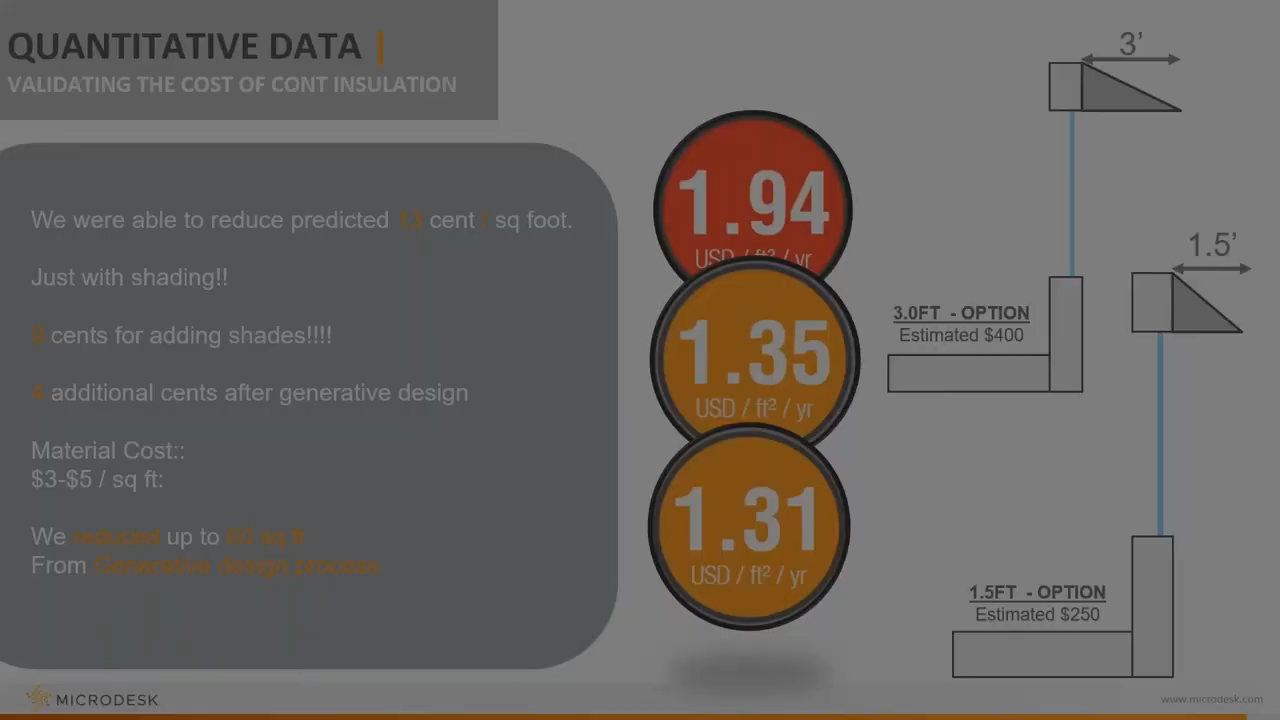 QUANTITATIVE DATA |
VALIDATING THE COST OF CONT INSULATION
We were able to reduce predicted 13 cent / sq foot.
Just with shading!!
9 cents for adding shades!!!!
4 additional cents after generative design
Material Cost::
$3-$5 / sq ft:
We reduced up to 60 sq ft
From Generative design process
1.94
USD / ft² / yr
1.35
USD / ft² / yr
1.31
USD / ft² / yr
3’
3.0FT - OPTION
Estimated $400
1.5’
1.5FT - OPTION
Estimated $250
MICRODESK
www.microdesk.com